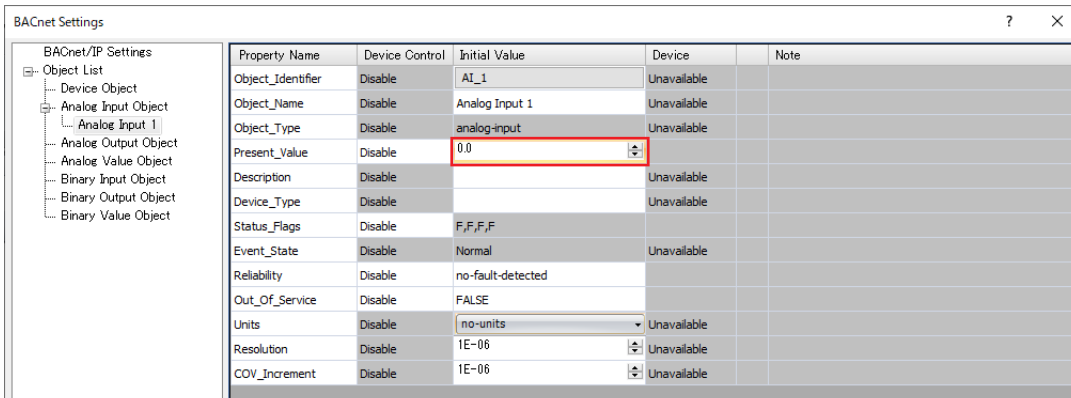 BACnet Settings ? ×
BACnet/IP Settings
Object List
Device Object
Analog Input Object
Analog Input 1
Analog Output Object
Analog Value Object
Binary Input Object
Binary Output Object
Binary Value Object
Property Name Device Control Initial Value Device Note
Object_Identifier Disable AI_1 Unavailable
Object_Name Disable Analog Input 1 Unavailable
Object_Type Disable analog-input Unavailable
Present_Value Disable 0.0
Description Disable Unavailable
Device_Type Disable Unavailable
Status_Flags Disable F,F,F,F
Event_State Disable Normal Unavailable
Reliability Disable no-fault-detected
Out_Of_Service Disable FALSE
Units Disable no-units Unavailable
Resolution Disable 1E-06 Unavailable
COV_Increment Disable 1E-06 Unavailable